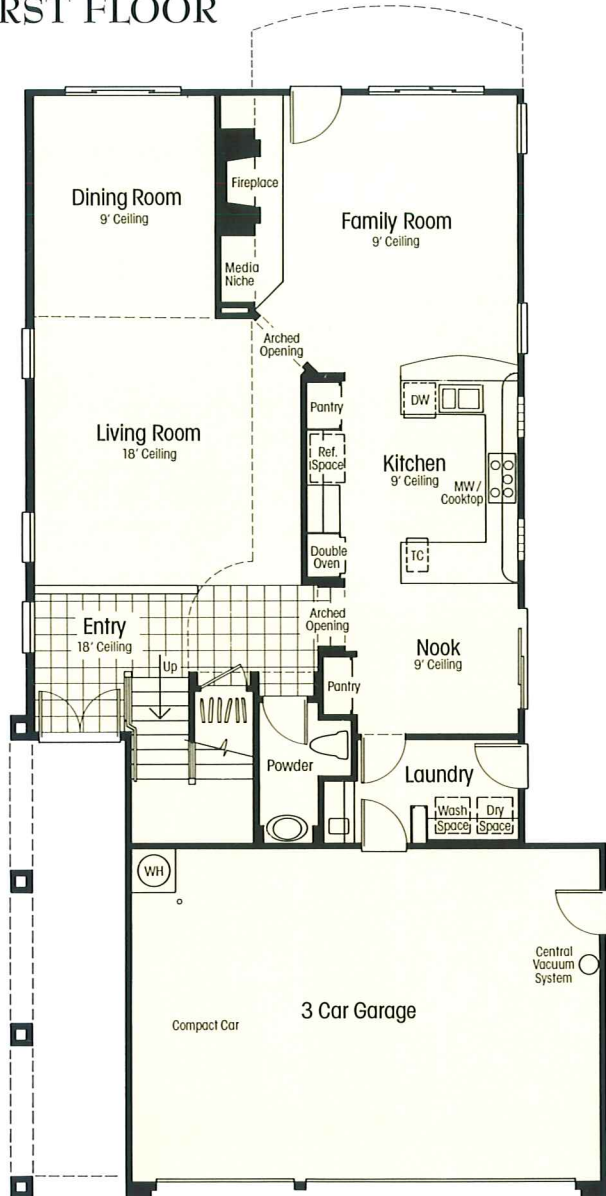 RST FLOOR
Dining Room
9' Ceiling
Fireplace
Family Room
9' Ceiling
Media
Niche
Arched
Opening
Living Room
18' Ceiling
Pantry
DW
Ref.
Space
Kitchen
9' Ceiling
MW /
Cooktop
Double
Oven
TC
Entry
18' Ceiling
Arched
Opening
Nook
9' Ceiling
Up
Pantry
Powder
Laundry
Wash
Space
Dry
Space
WH
Central
Vacuum
System
3 Car Garage
Compact Car